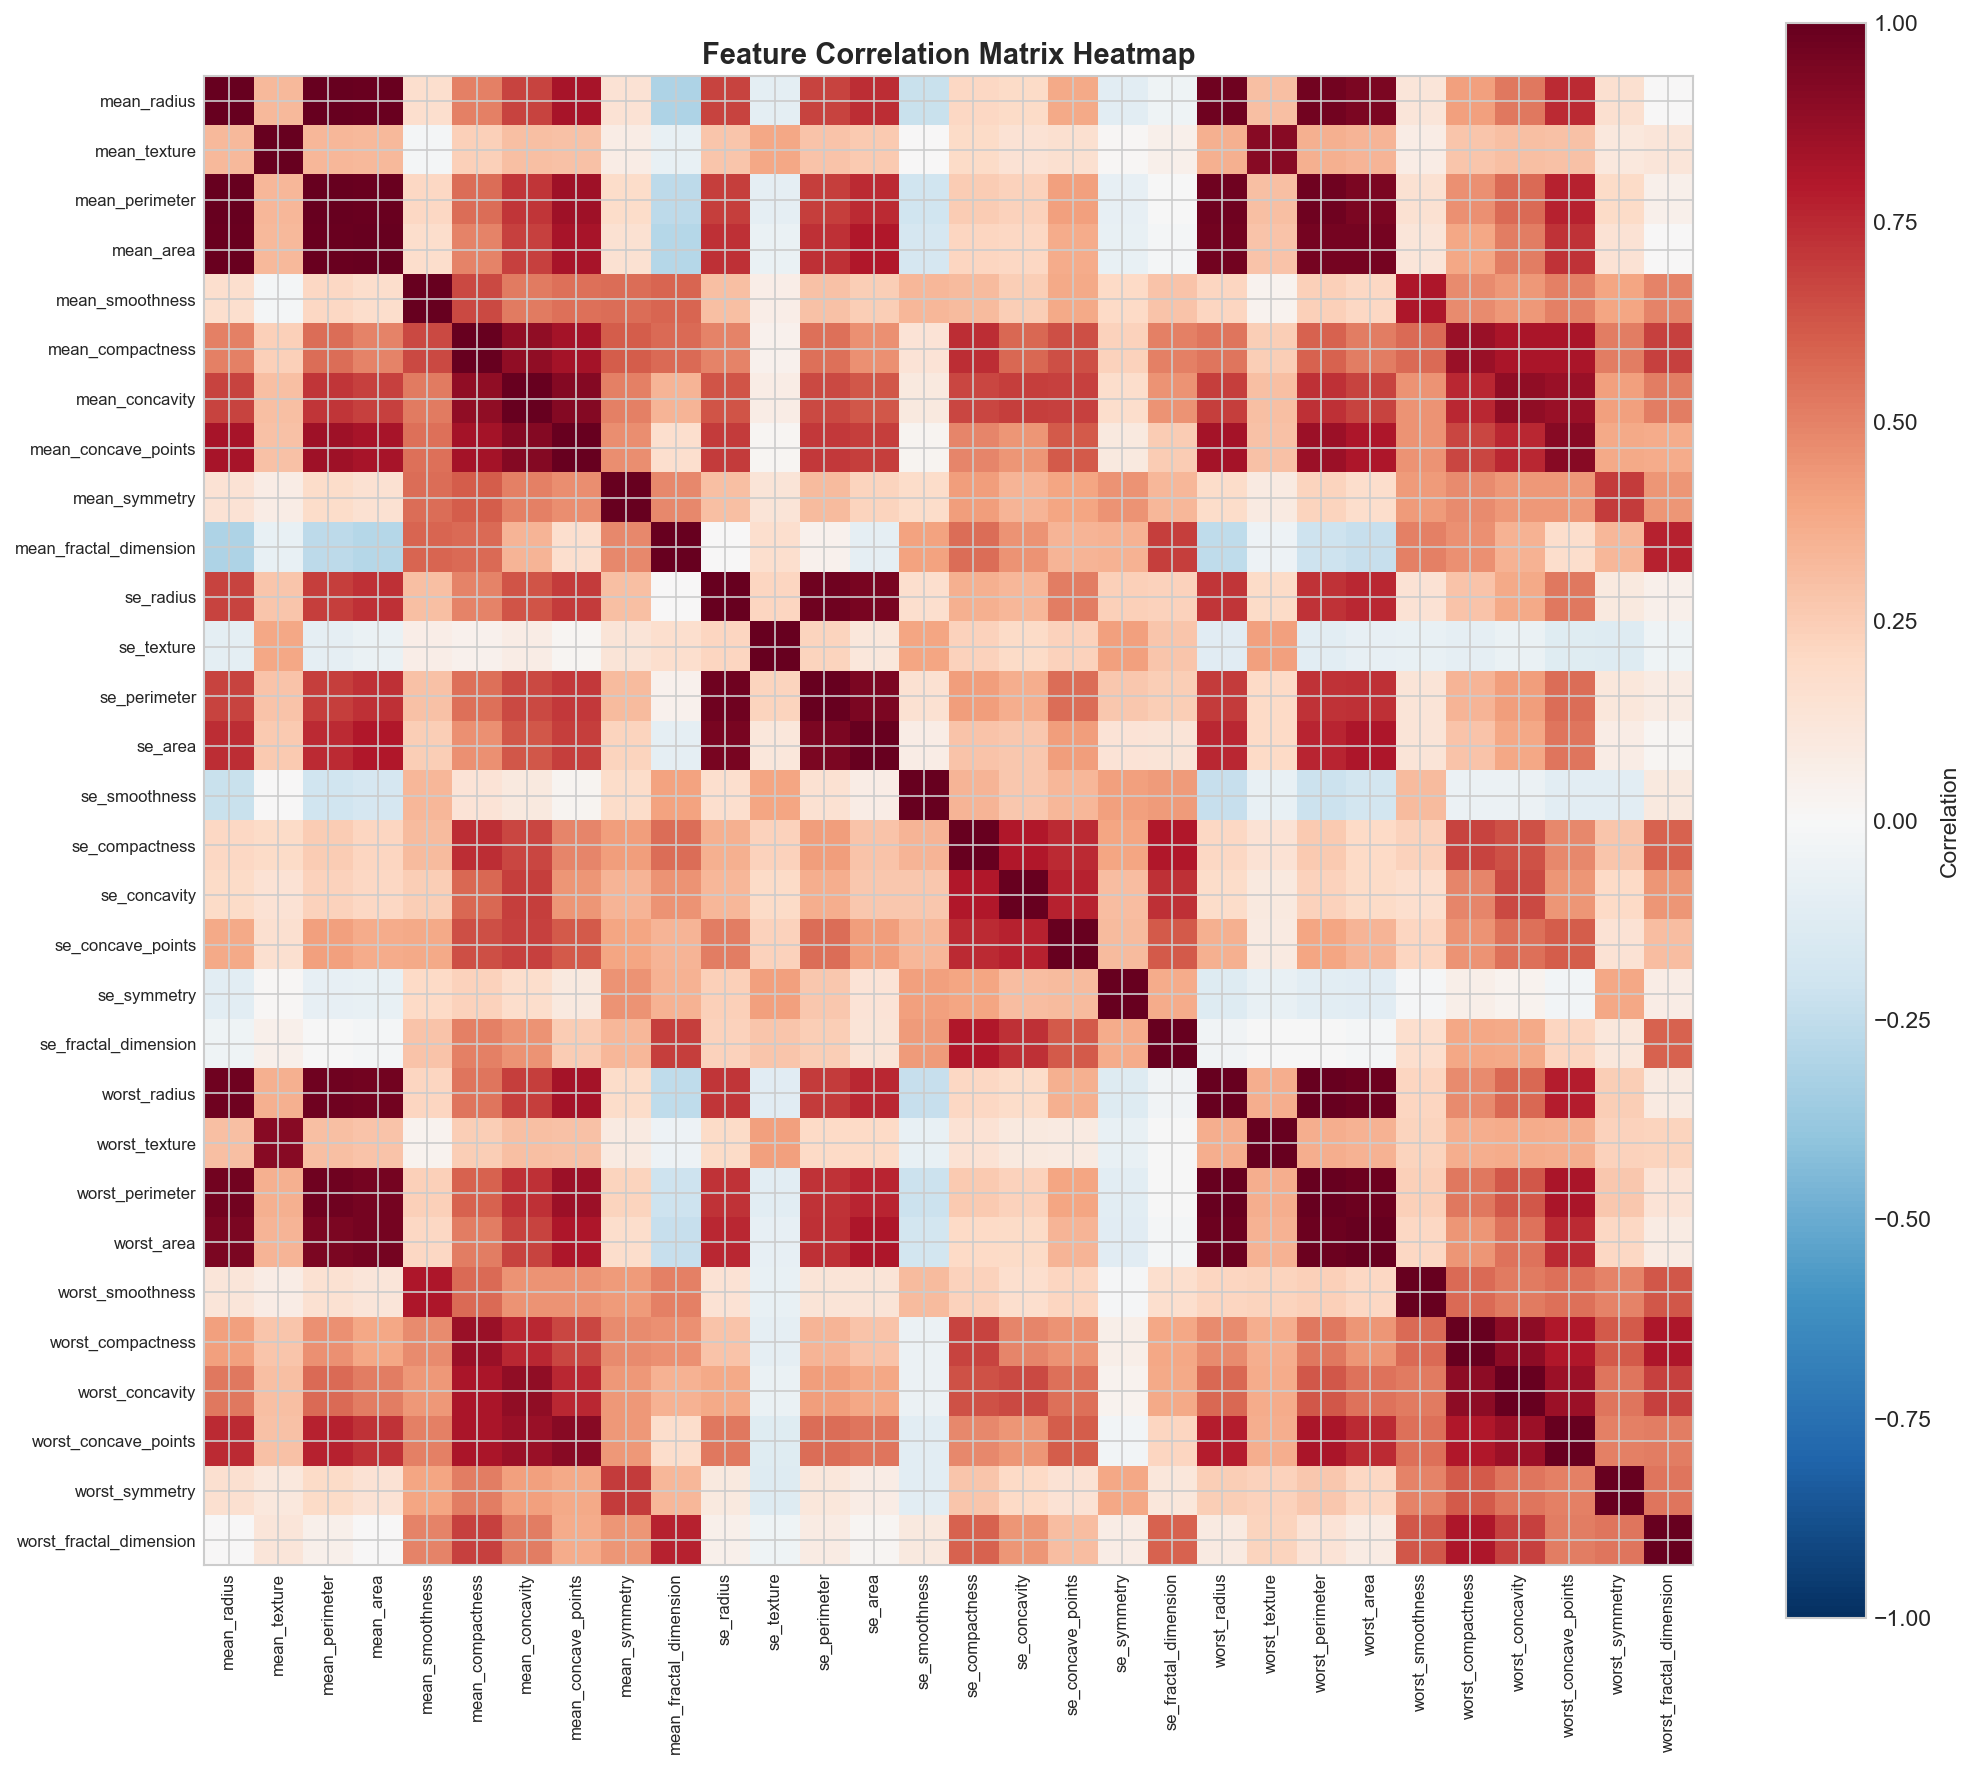 Feature Correlation Matrix Heatmap
mean_radius
mean_texture
mean_perimeter
mean_area
mean_smoothness
mean_compactness
mean_concavity
mean_concave_points
mean_symmetry
mean_fractal_dimension
se_radius
se_texture
se_perimeter
se_area
se_smoothness
se_compactness
se_concavity
se_concave_points
se_symmetry
se_fractal_dimension
worst_radius
worst_texture
worst_perimeter
worst_area
worst_smoothness
worst_compactness
worst_concavity
worst_concave_points
worst_symmetry
worst_fractal_dimension
mean_radius
mean_texture
mean_perimeter
mean_area
mean_smoothness
mean_compactness
mean_concavity
mean_concave_points
mean_symmetry
mean_fractal_dimension
se_radius
se_texture
se_perimeter
se_area
se_smoothness
se_compactness
se_concavity
se_concave_points
se_symmetry
se_fractal_dimension
worst_radius
worst_texture
worst_perimeter
worst_area
worst_smoothness
worst_compactness
worst_concavity
worst_concave_points
worst_symmetry
worst_fractal_dimension
1.00
0.75
0.50
0.25
0.00
−0.25
−0.50
−0.75
−1.00
Correlation